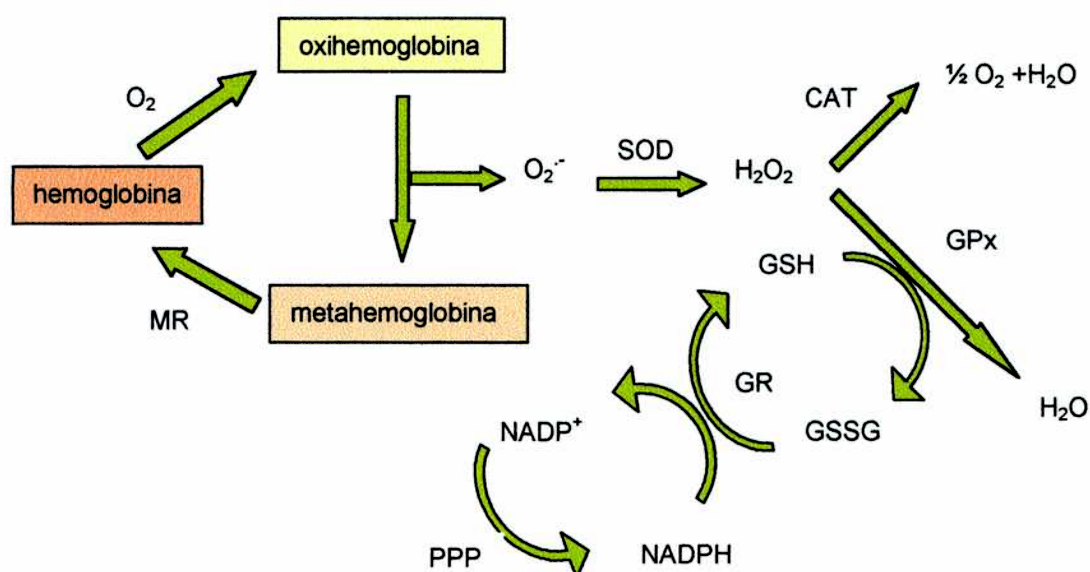 oxihemoglobina
O₂
hemoglobina
CAT
½ O₂ +H₂O
O₂·⁻
SOD
H₂O₂
GPx
GSH
MR
metahemoglobina
GR
H₂O
NADP⁺
GSSG
PPP
NADPH